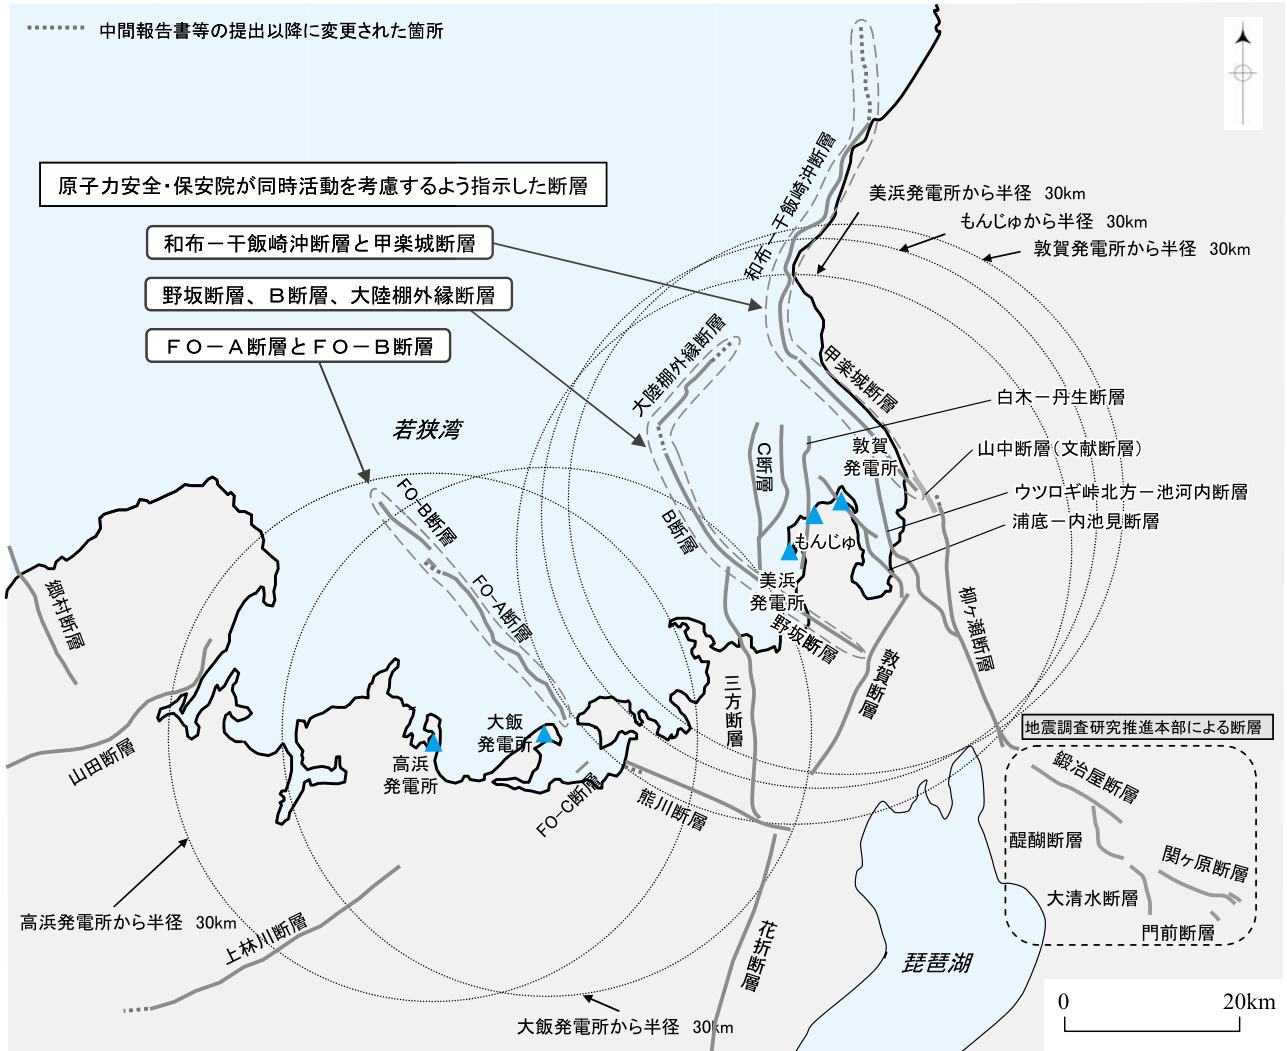 中間報告書等の提出以降に変更された箇所
原子力安全・保安院が同時活動を考慮するよう指示した断層
和布－干飯崎沖断層と甲楽城断層
野坂断層、B断層、大陸棚外縁断層
FO－A断層とFO－B断層
和布－干飯崎沖断層
美浜発電所から半径 30km
もんじゅから半径 30km
敦賀発電所から半径 30km
大陸棚外縁断層
甲楽城断層
白木－丹生断層
若狭湾
敦賀
発電所
山中断層(文献断層)
C断層
FO-B断層
ウツロギ峠北方－池河内断層
B断層
浦底－内池見断層
もんじゅ
郷村断層
FO-A断層
美浜
発電所
柳ヶ瀬断層
野坂断層
敦賀断層
三方断層
大飯
発電所
地震調査研究推進本部による断層
山田断層
高浜
発電所
鍛冶屋断層
FO-C断層
熊川断層
醍醐断層
関ヶ原断層
大清水断層
高浜発電所から半径 30km
上林川断層
花折断層
門前断層
琵琶湖
大飯発電所から半径 30km
0
20km